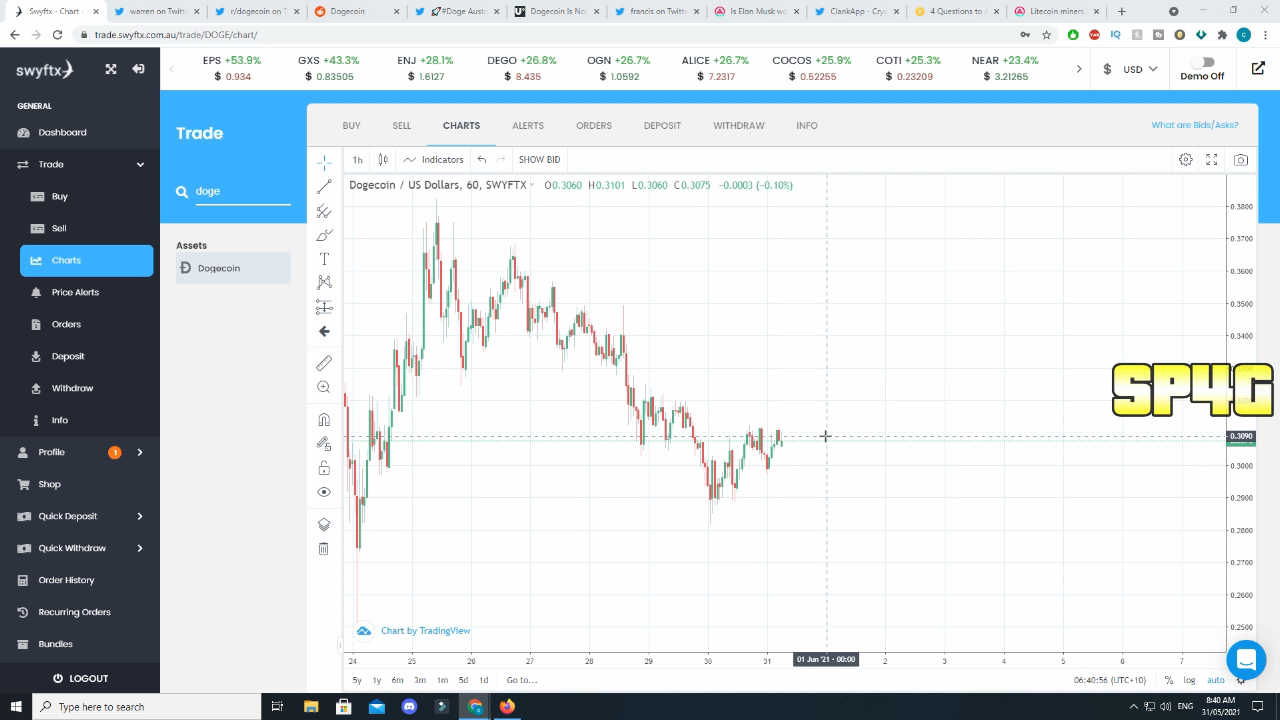 SP4G -
warren on Twitt
r/dogecoin on T
Dogecoin
🚀#Doge Austra
Dogecoin Is Not
francis on Twitt
Is Elon Musk wo
ClankApp - Cryp
4 Questions to A
Litecoin miners
trade.swyftx.com.au/trade/DOGE/chart/
swyftx
EPS +53.9% GXS +43.3% ENJ +28.1% DEGO +26.8% OGN +26.7% ALICE +26.7% COCOS +25.9% COTI +25.3% NEAR +23.4%
$ 0.934 $ 0.83505 $ 1.6127 $ 8.435 $ 1.0592 $ 7.2317 $ 0.52255 $ 0.23209 $ 3.21265
$ USD
Demo Off
GENERAL
Dashboard
Trade
Buy
Sell
Charts
Price Alerts
Orders
Deposit
Withdraw
Info
Profile 1
Shop
Quick Deposit
Quick Withdraw
Order History
Recurring Orders
Bundles
LOGOUT
Trade
doge
Assets
Dogecoin
BUY SELL CHARTS ALERTS ORDERS DEPOSIT WITHDRAW INFO
What are Bids/Asks?
1h Indicators SHOW BID
Dogecoin / US Dollars, 60, SWYFTX O0.3060 H0.3101 L0.3060 C0.3075 −0.0003 (−0.10%)
0.3800
0.3700
0.3600
0.3500
0.3400
0.3090
0.3000
0.2900
0.2800
0.2700
0.2600
0.2500
SP4G
Chart by TradingView
24 25 26 27 28 29 30 31 01 Jun '21 - 00:00 2 3 4 5 6 7
5y 1y 6m 3m 1m 5d 1d Go to...
06:40:56 (UTC+10) % log auto
Type here to search
ENG
8:40 AM
31/05/2021